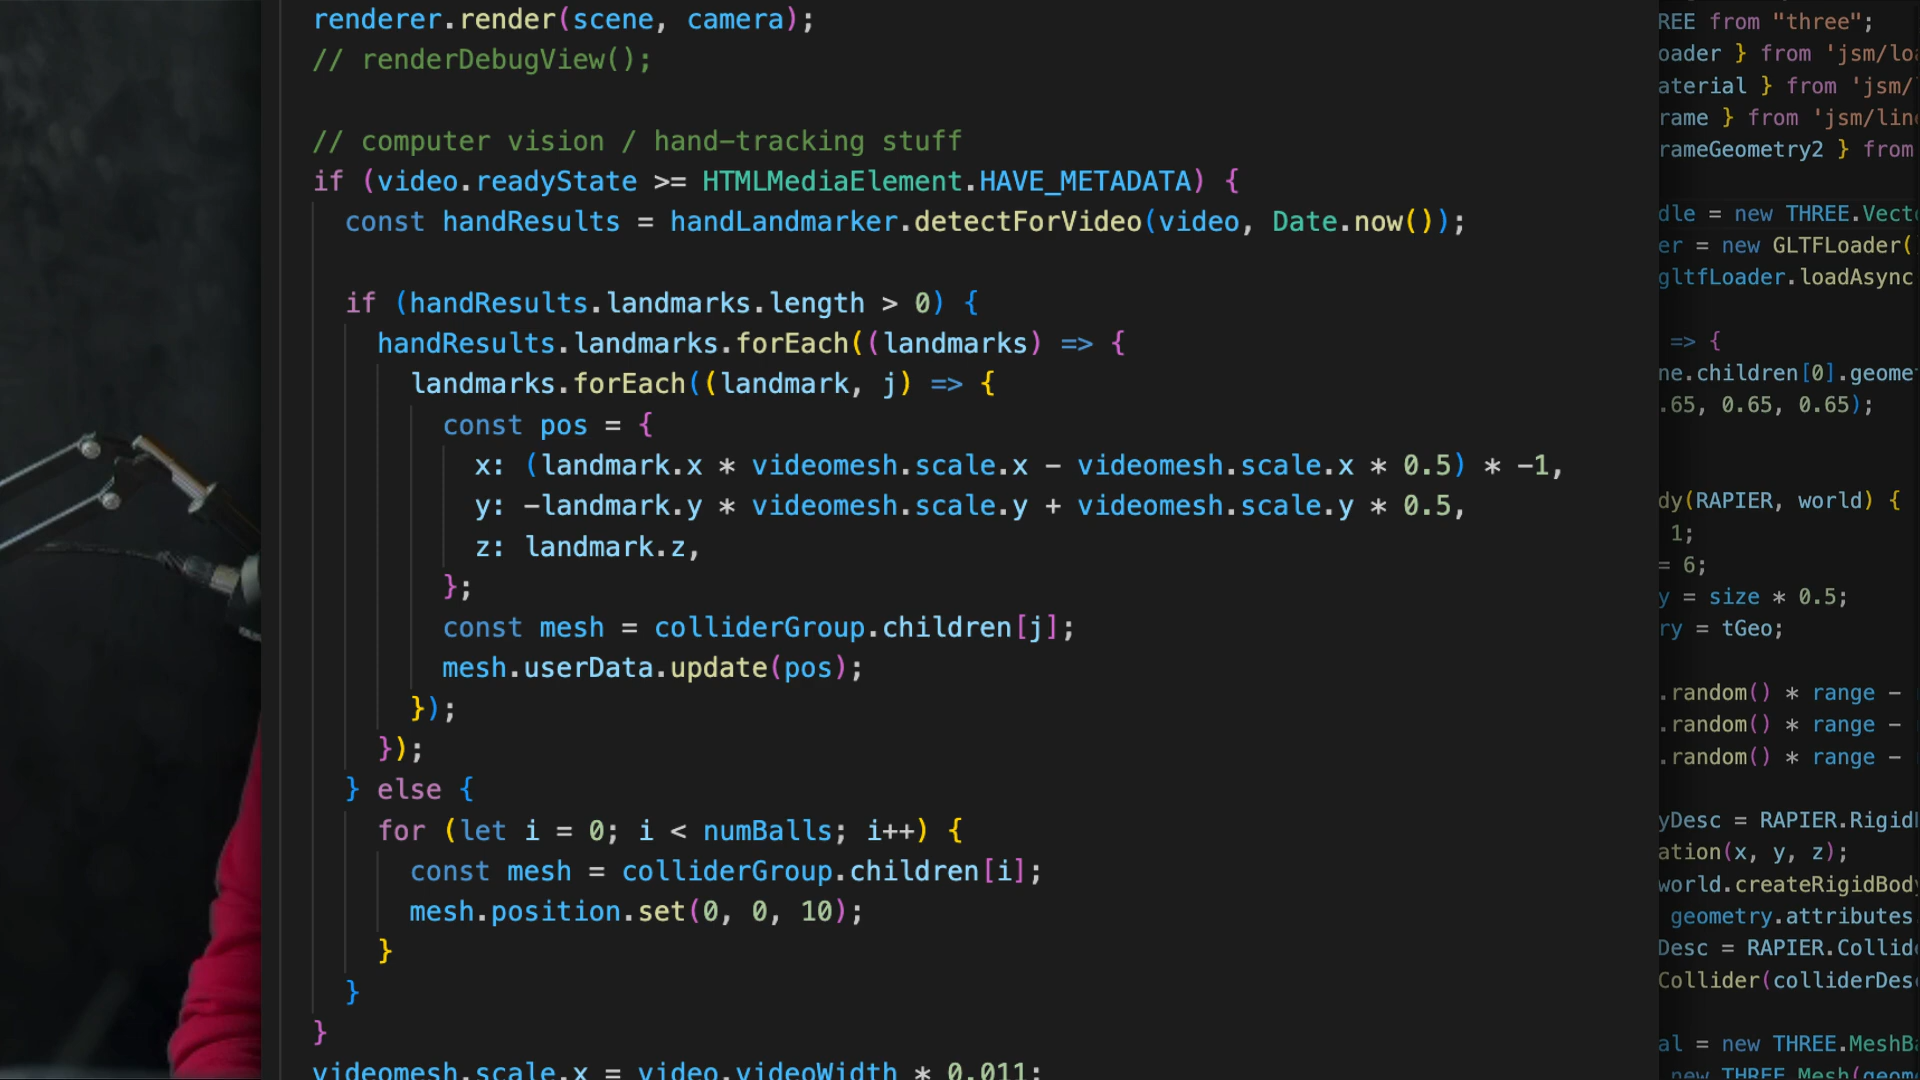 renderer.render(scene, camera);
// renderDebugView();
// computer vision / hand-tracking stuff
if (video.readyState >= HTMLMediaElement.HAVE_METADATA) {
const handResults = handLandmarker.detectForVideo(video, Date.now());
if (handResults.landmarks.length > 0) {
handResults.landmarks.forEach((landmarks) => {
landmarks.forEach((landmark, j) => {
const pos = {
x: (landmark.x * videomesh.scale.x - videomesh.scale.x * 0.5) * -1,
y: -landmark.y * videomesh.scale.y + videomesh.scale.y * 0.5,
z: landmark.z,
};
const mesh = colliderGroup.children[j];
mesh.userData.update(pos);
});
});
} else {
for (let i = 0; i < numBalls; i++) {
const mesh = colliderGroup.children[i];
mesh.position.set(0, 0, 10);
}
}
}
videomesh.scale.x = video.videoWidth * 0.011;
REE from "three";
oader } from 'jsm/loa
aterial } from 'jsm/
rame } from 'jsm/lin
rameGeometry2 } from
dle = new THREE.Vect
er = new GLTFLoader(
gltfLoader.loadAsync
=> {
ne.children[0].geome
.65, 0.65, 0.65);
dy(RAPIER, world) {
1;
= 6;
y = size * 0.5;
ry = tGeo;
.random() * range -
.random() * range -
.random() * range -
yDesc = RAPIER.Rigid
ation(x, y, z);
world.createRigidBody
geometry.attributes
Desc = RAPIER.Collid
Collider(colliderDes
al = new THREE.MeshBa
new THREE.Mesh(geom